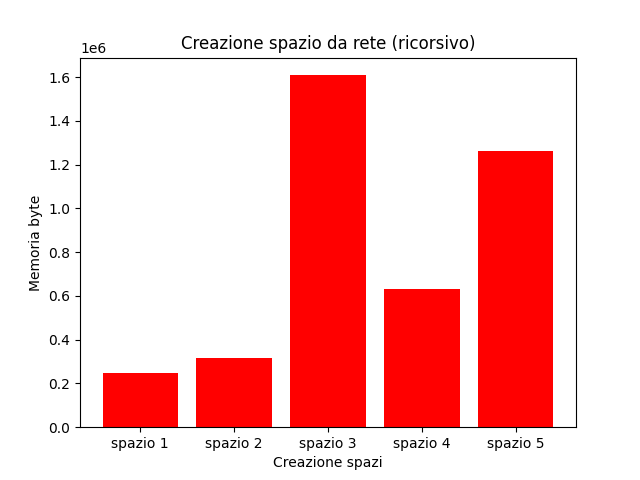 Creazione spazio da rete (ricorsivo)
1e6
1.6
1.4
1.2
1.0
0.8
0.6
0.4
0.2
0.0
Memoria byte
spazio 1 spazio 2 spazio 3 spazio 4 spazio 5
Creazione spazi